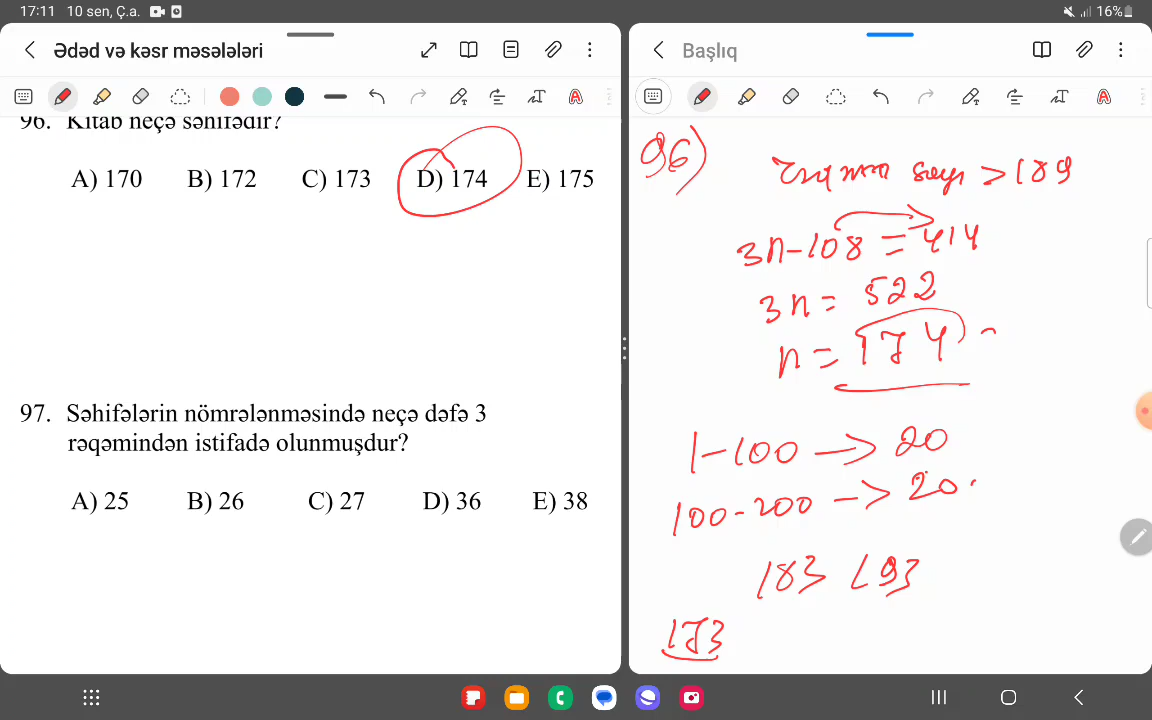 17:11 10 sen, Ç.a. 16%
Ədəd və kəsr məsələləri
96. Kitab neçə səhifədir?
A) 170 B) 172 C) 173 D) 174 E) 175
97. Səhifələrin nömrələnməsində neçə dəfə 3
rəqəmindən istifadə olunmuşdur?
A) 25 B) 26 C) 27 D) 36 E) 38
Başlıq
96)
sayı > 189
3n-108 = 414
3n = 522
n = 174
1-100 → 20
100-200 → 20
183 193
173